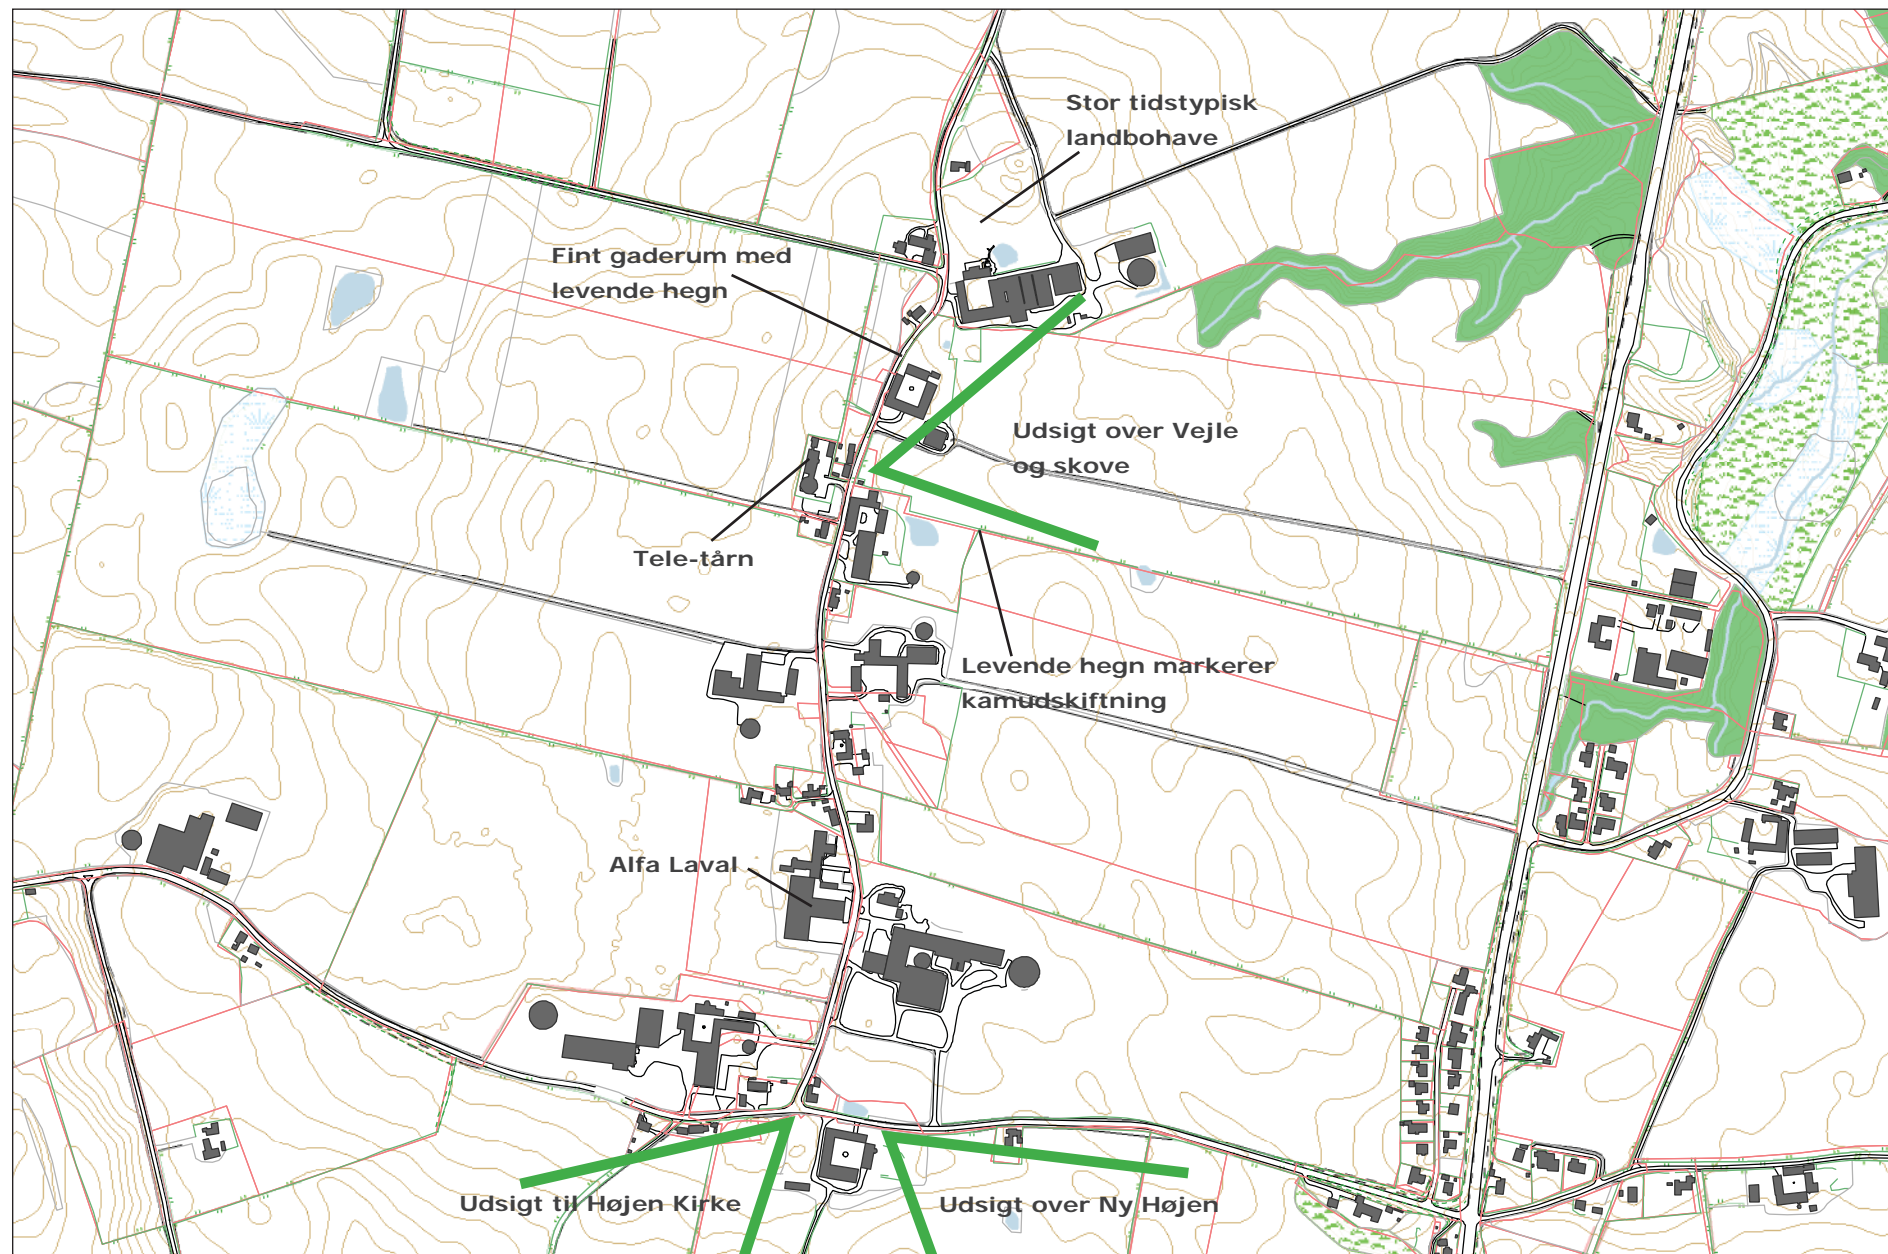 Stor tidstypisk
landbohave
Fint gaderum med
levende hegn
Udsigt over Vejle
og skove
Tele-tårn
Levende hegn markerer
kamudskiftning
Alfa Laval
Udsigt til Højen Kirke
Udsigt over Ny Højen